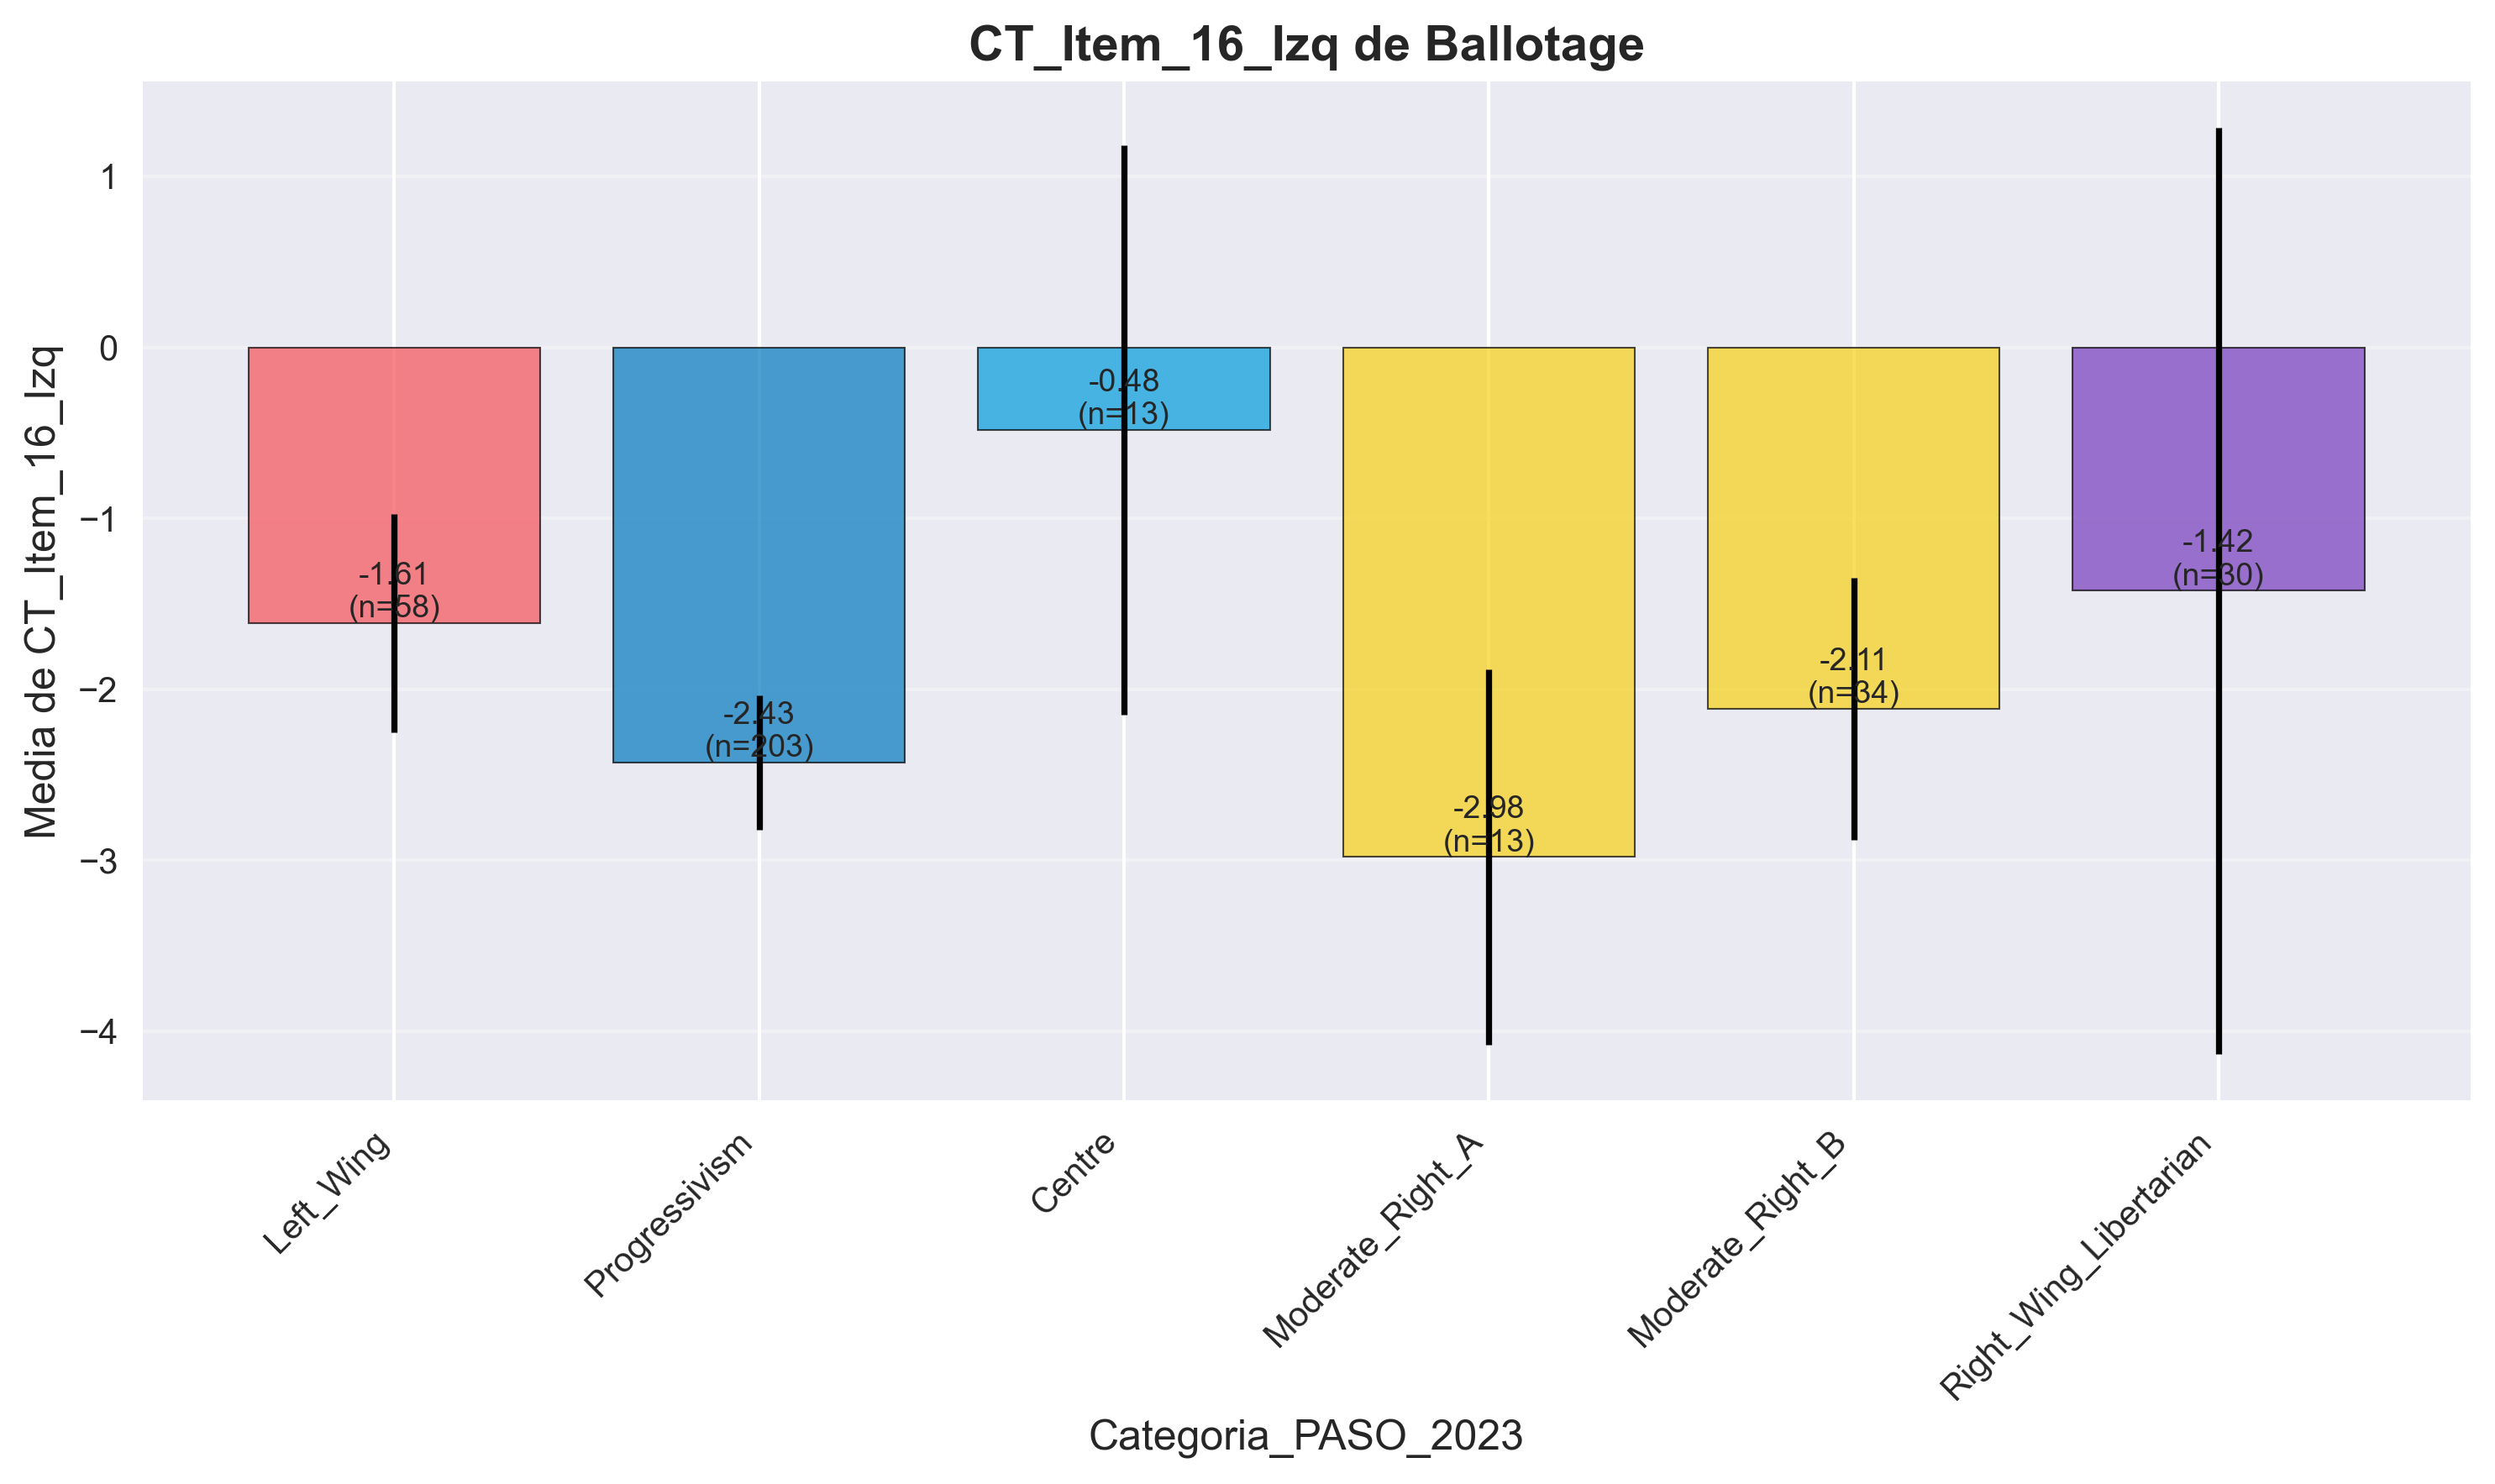 CT_Item_16_Izq de Ballotage
Media de CT_Item_16_Izq
1
0
−1
−2
−3
−4
-1.61
(n=58)
-2.43
(n=203)
-0.48
(n=13)
-2.98
(n=13)
-2.11
(n=34)
-1.42
(n=30)
Left_Wing
Progressivism
Centre
Moderate_Right_A
Moderate_Right_B
Right_Wing_Libertarian
Categoria_PASO_2023